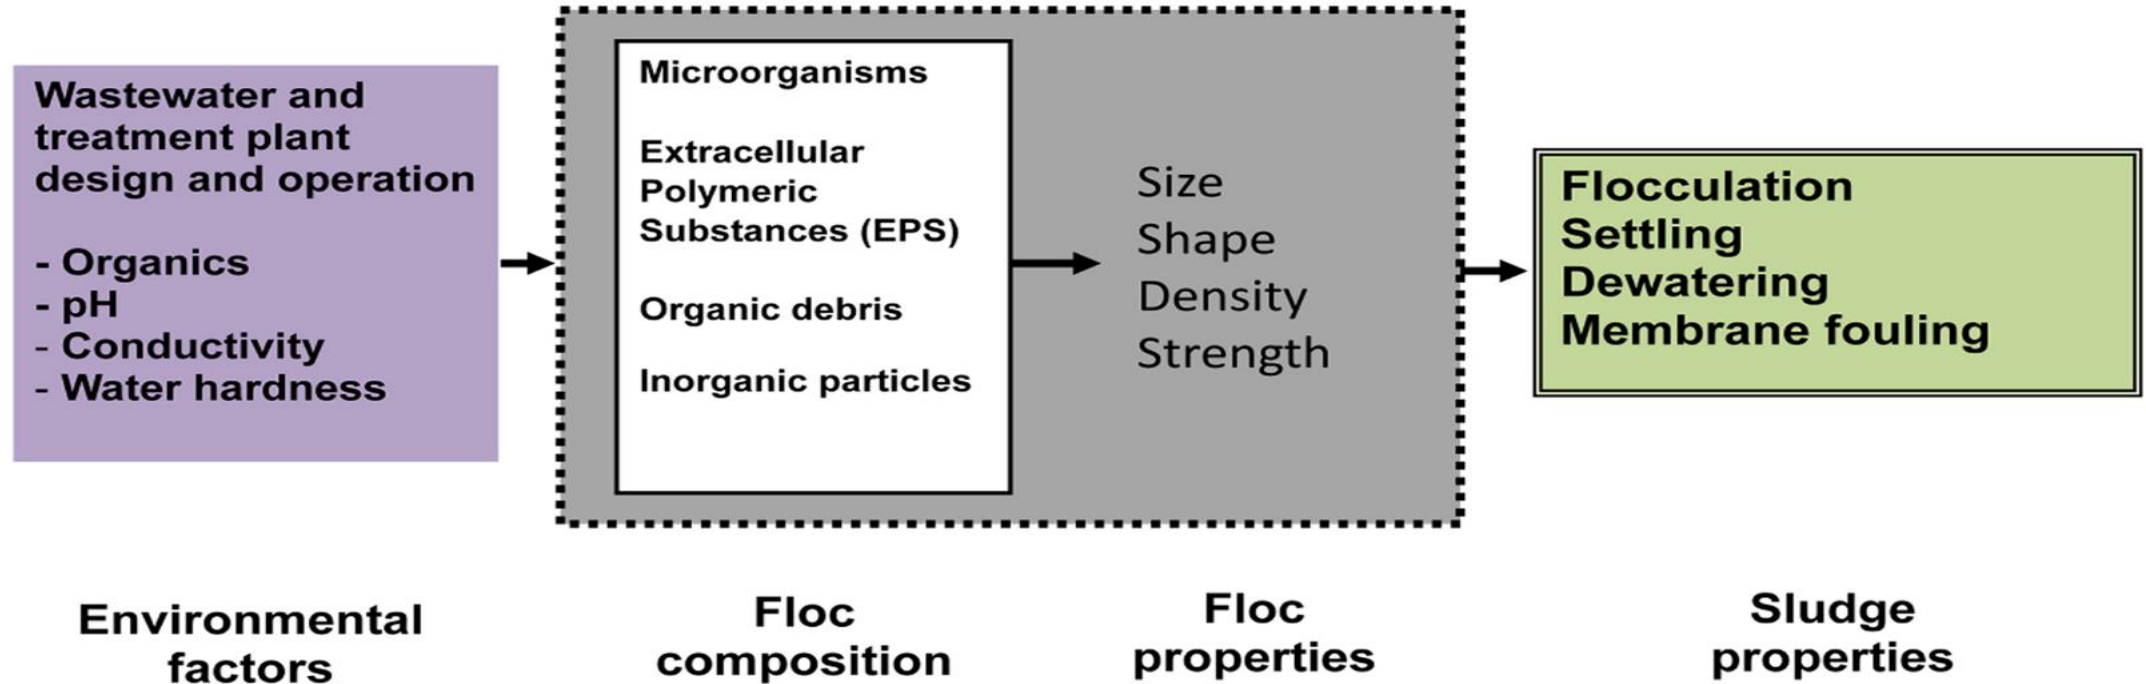 Wastewater and
treatment plant
design and operation
- Organics
- pH
- Conductivity
- Water hardness
Microorganisms
Extracellular
Polymeric
Substances (EPS)
Organic debris
Inorganic particles
Size
Shape
Density
Strength
Flocculation
Settling
Dewatering
Membrane fouling
Environmental
factors
Floc
composition
Floc
properties
Sludge
properties